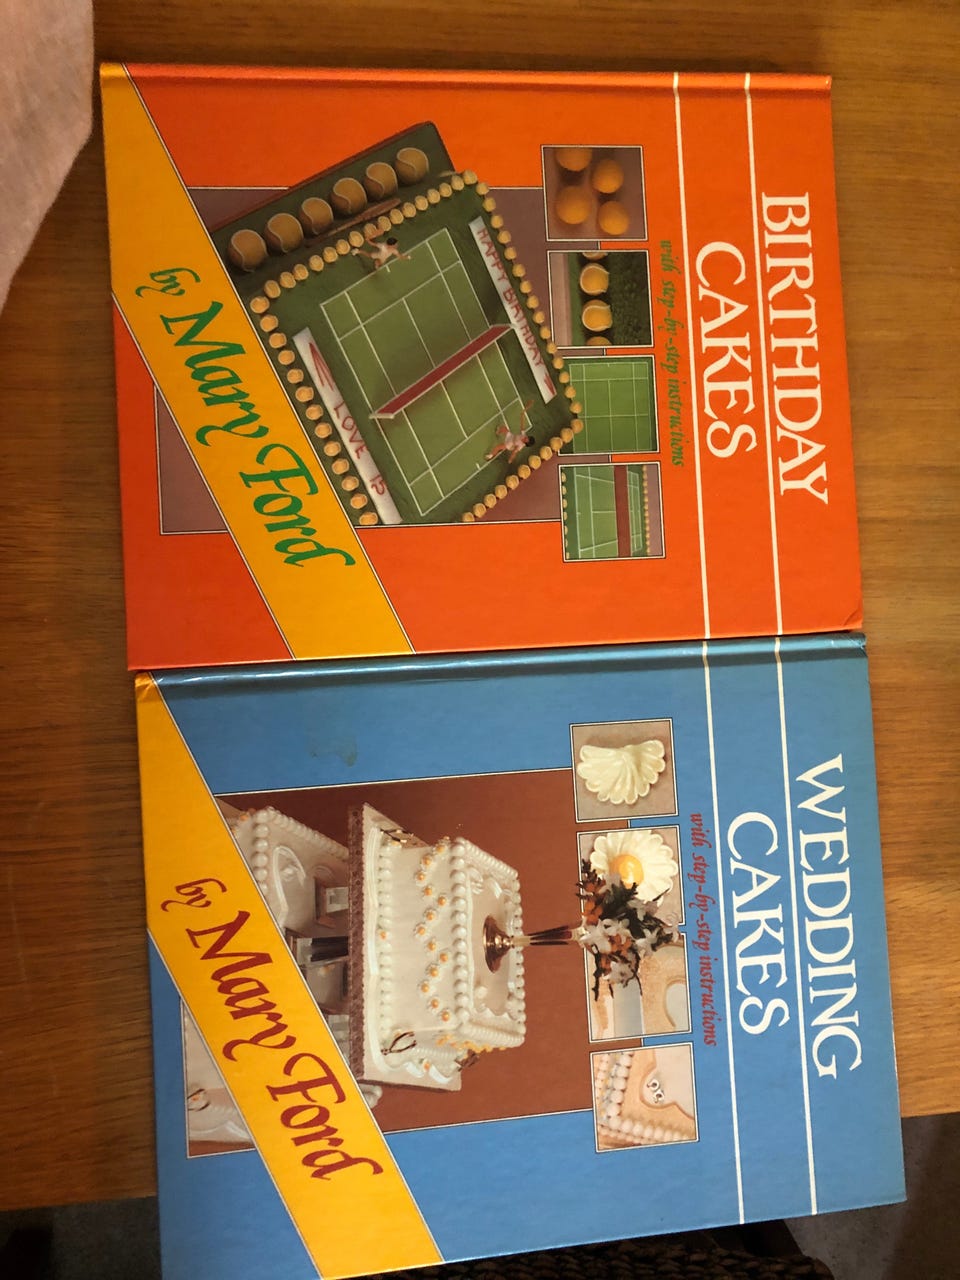 BIRTHDAY
CAKES
with step-by-step instructions
HAPPY BIRTHDAY
LOVE 15
by Mary Ford
WEDDING
CAKES
with step-by-step instructions
by Mary Ford